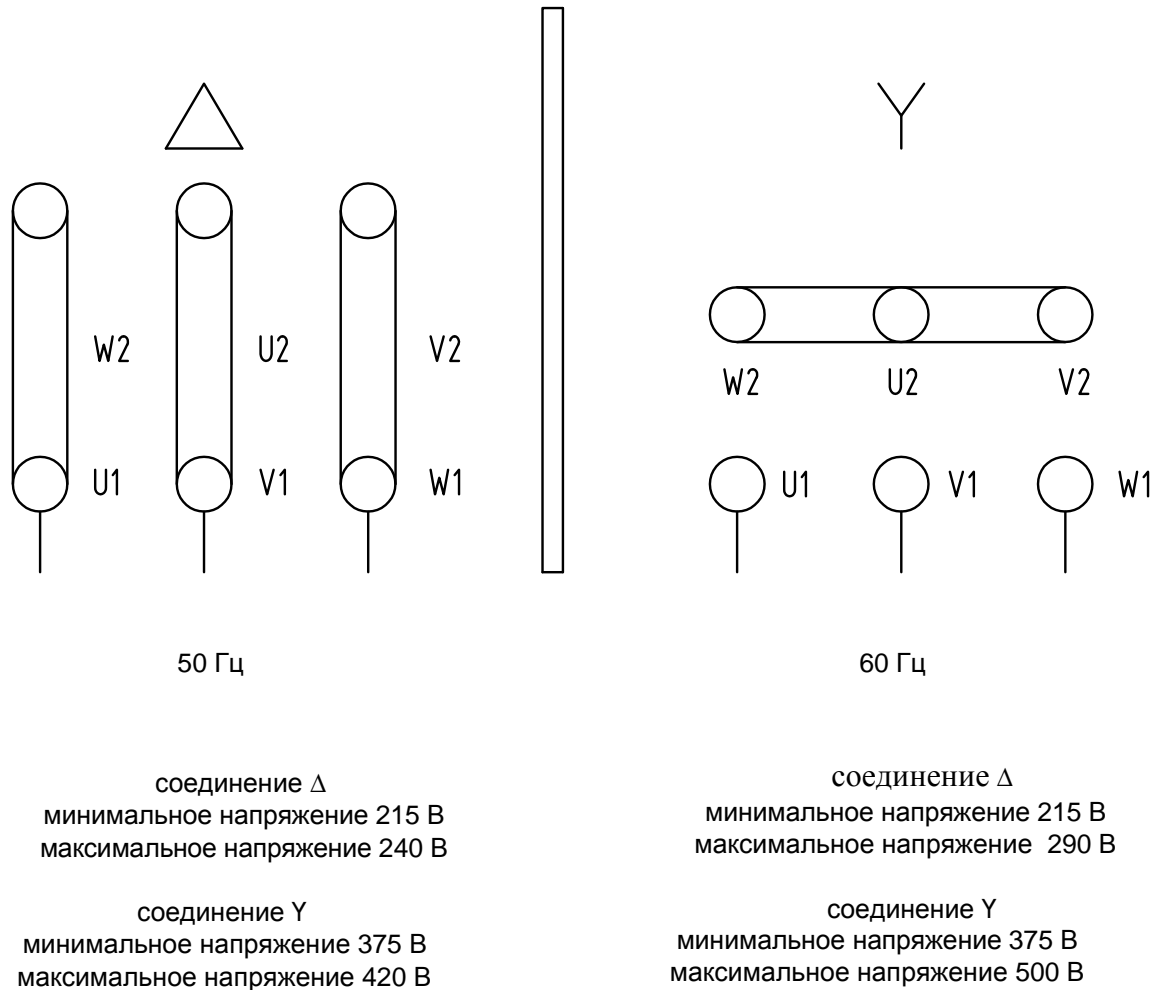 W2 U2 V2
U1 V1 W1
W2 U2 V2
U1 V1 W1
50 Гц
60 Гц
соединение Δ
минимальное напряжение 215 В
максимальное напряжение 240 В
соединение Y
минимальное напряжение 375 В
максимальное напряжение 420 В
соединение Δ
минимальное напряжение 215 В
максимальное напряжение 290 В
соединение Y
минимальное напряжение 375 В
максимальное напряжение 500 В